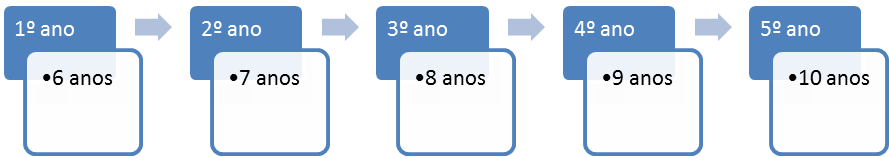 1º ano
•6 anos
2º ano
•7 anos
3º ano
•8 anos
4º ano
•9 anos
5º ano
•10 anos